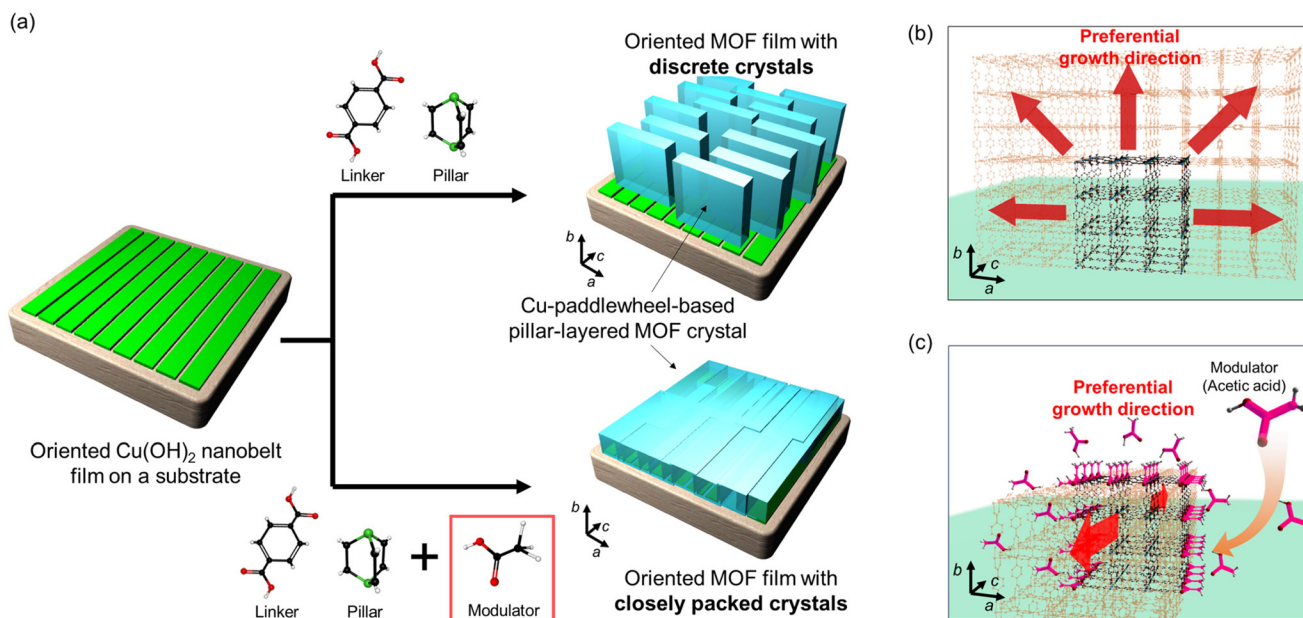 (a)
Oriented MOF film with
discrete crystals
Linker
Pillar
b
c
a
Cu-paddlewheel-based
pillar-layered MOF crystal
Oriented Cu(OH)₂ nanobelt
film on a substrate
Linker
Pillar
+
Modulator
b
c
a
Oriented MOF film with
closely packed crystals
(b)
Preferential
growth direction
b
c
a
(c)
Modulator
(Acetic acid)
Preferential
growth direction
b
c
a